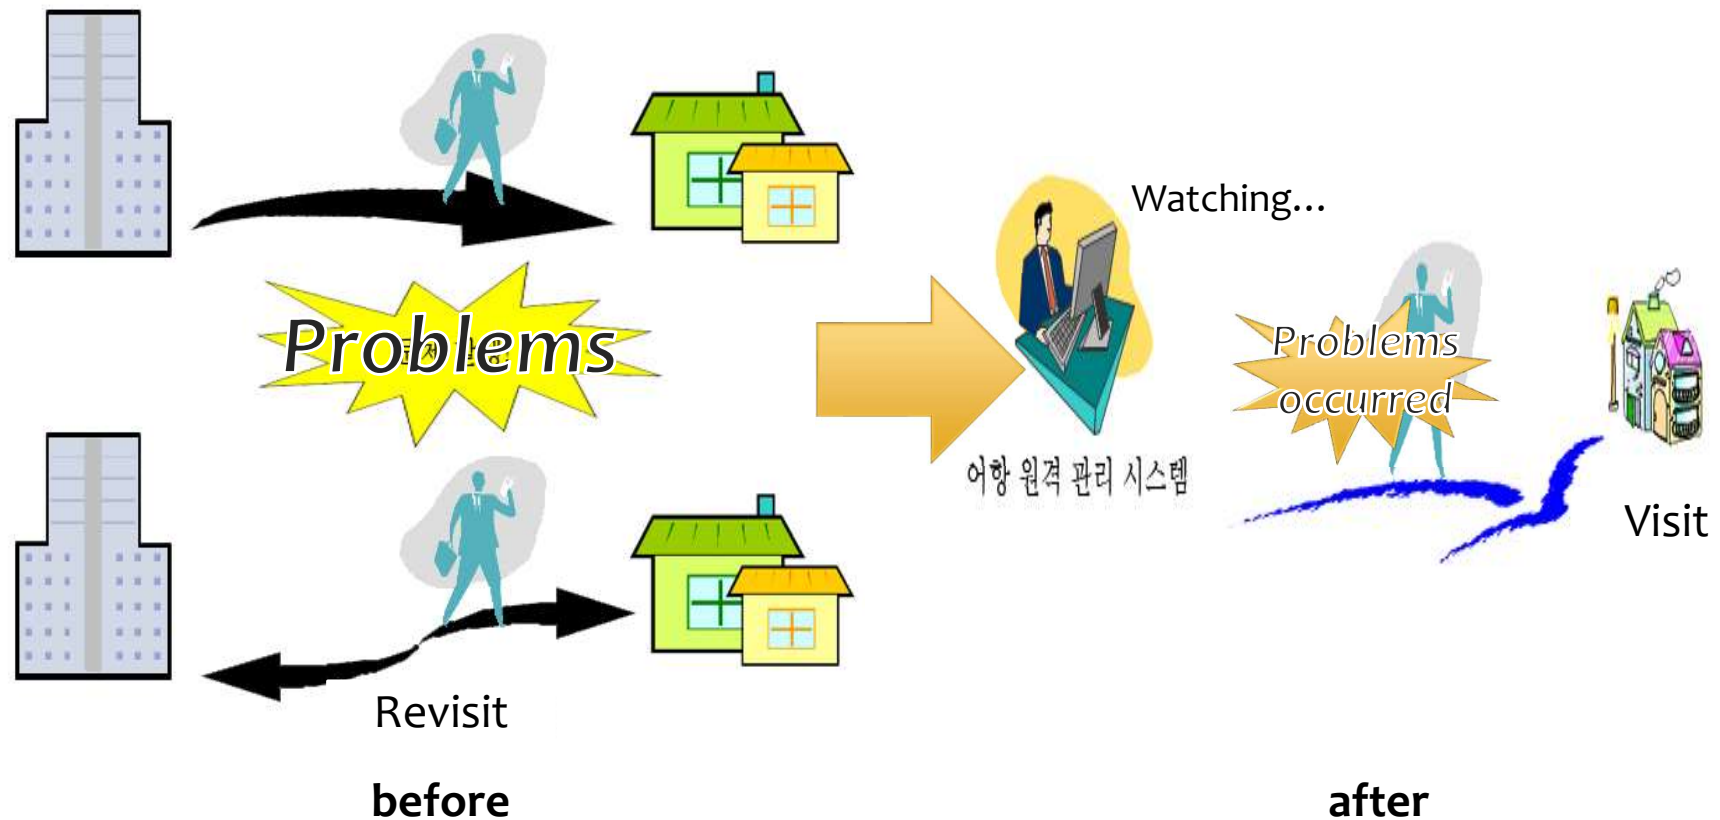 Problems
Revisit
before
Watching...
어항 원격 관리 시스템
Problems
occurred
Visit
after